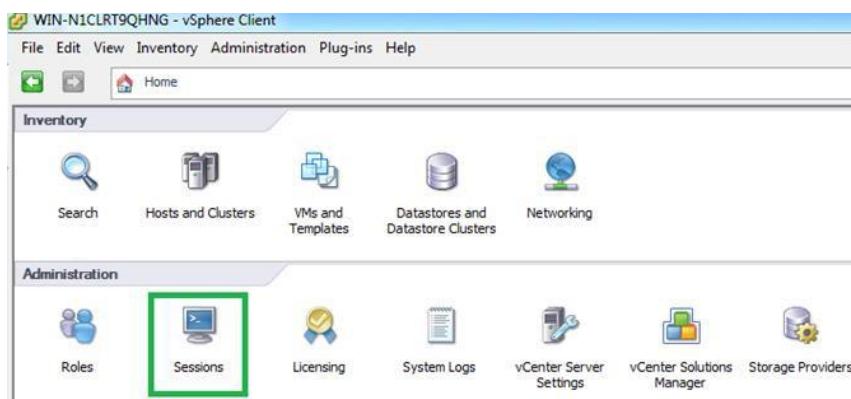 WIN-N1CLRT9QHNG - vSphere Client
File Edit View Inventory Administration Plug-ins Help
Home
Inventory
Search Hosts and Clusters VMs and Templates Datastores and Datastore Clusters Networking
Administration
Roles Sessions Licensing System Logs vCenter Server Settings vCenter Solutions Manager Storage Providers